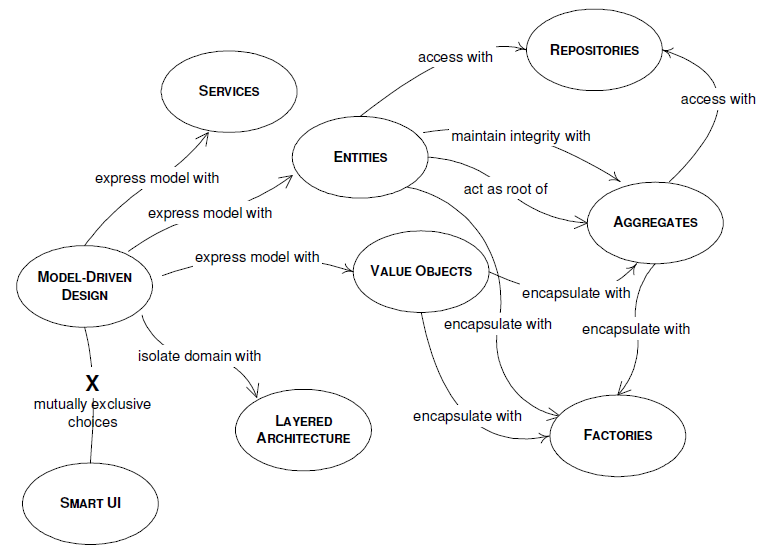 REPOSITORIES
access with
SERVICES
access with
maintain integrity with
ENTITIES
express model with
act as root of
express model with
AGGREGATES
express model with
VALUE OBJECTS
MODEL-DRIVEN
DESIGN
encapsulate with
encapsulate with
encapsulate with
isolate domain with
X
mutually exclusive
choices
encapsulate with
LAYERED
ARCHITECTURE
FACTORIES
SMART UI